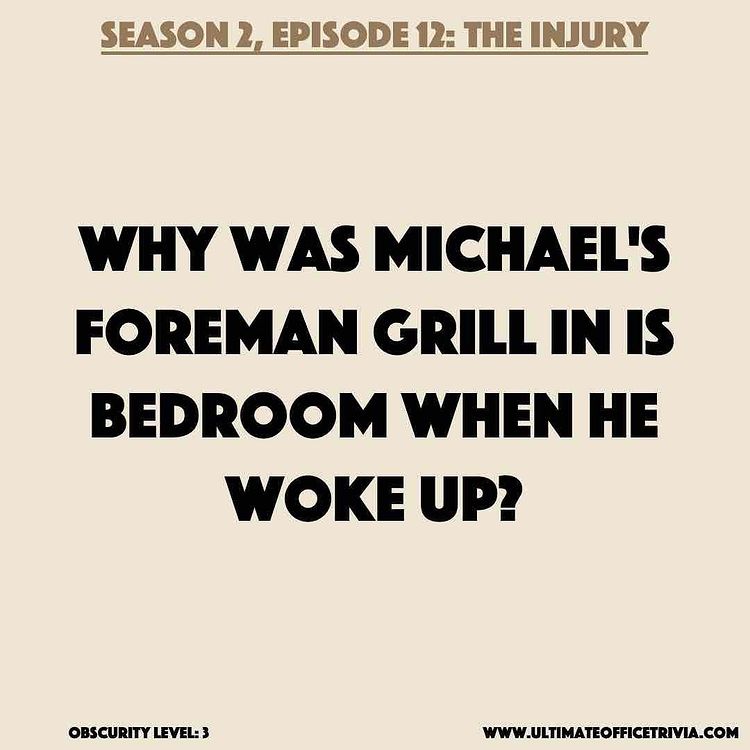 SEASON 2, EPISODE 12: THE INJURY
WHY WAS MICHAEL'S
FOREMAN GRILL IN IS
BEDROOM WHEN HE
WOKE UP?
OBSCURITY LEVEL: 3
WWW.ULTIMATEOFFICETRIVIA.COM